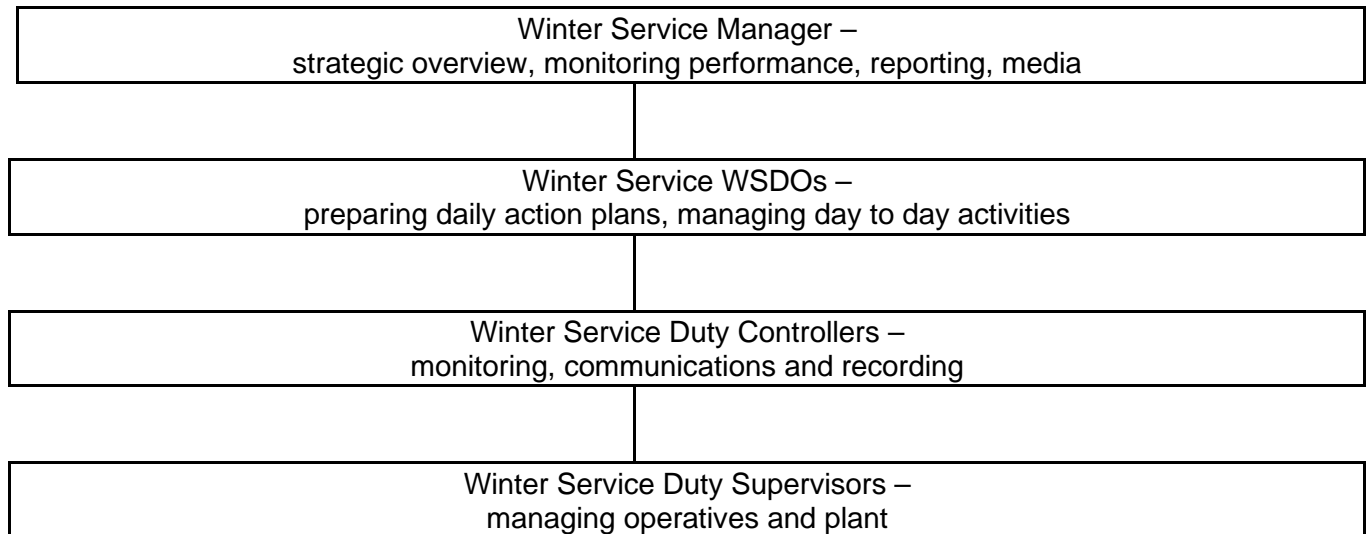 Winter Service Manager –
strategic overview, monitoring performance, reporting, media
Winter Service WSDOs –
preparing daily action plans, managing day to day activities
Winter Service Duty Controllers –
monitoring, communications and recording
Winter Service Duty Supervisors –
managing operatives and plant